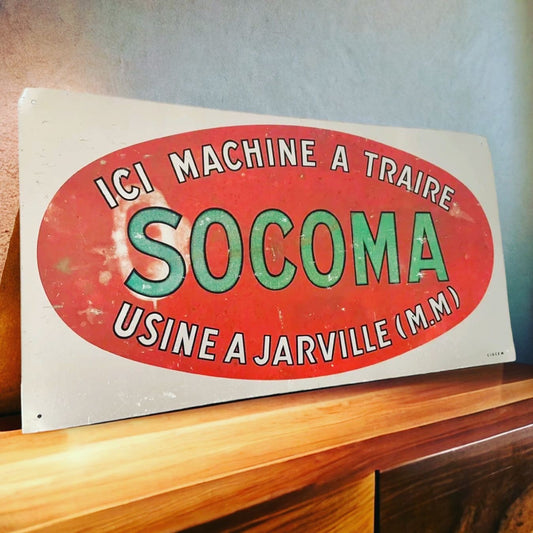 ICI MACHINE A TRAIRE
SOCOMA
USINE A JARVILLE (M.M)